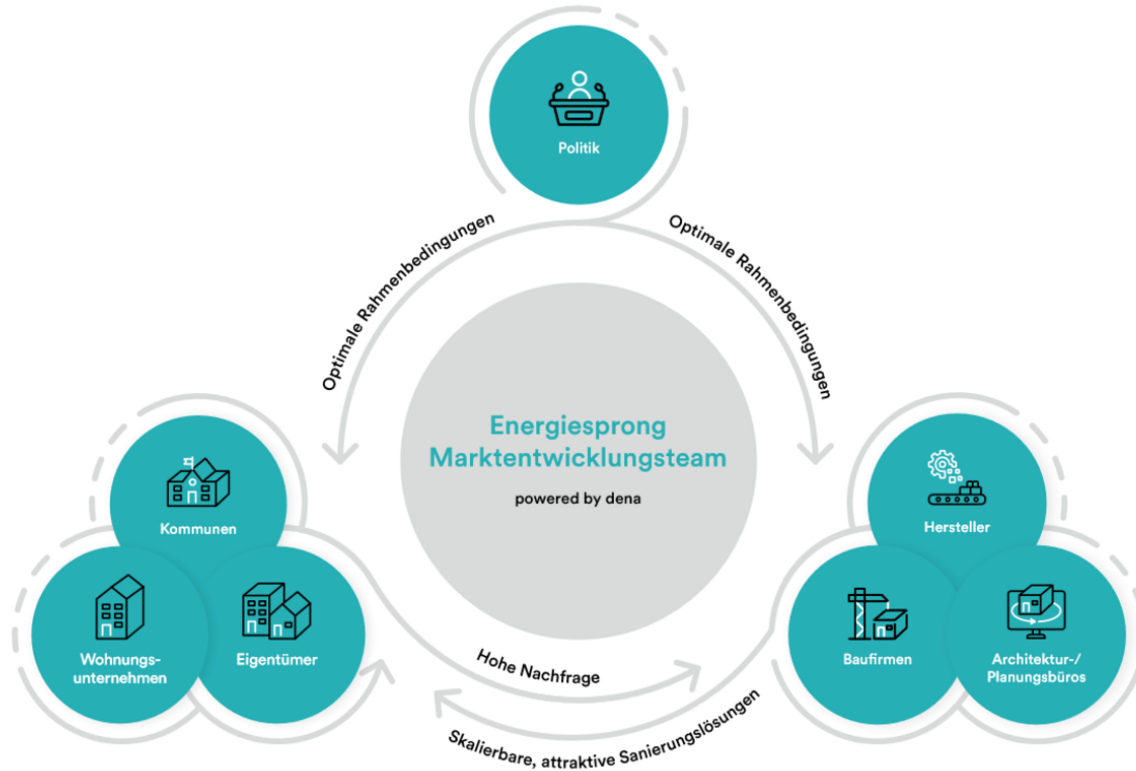 Politik
Optimale Rahmenbedingungen
Optimale Rahmenbedingungen
Energiesprong
Marktentwicklungsteam
powered by dena
Kommunen
Wohnungs-
unternehmen
Eigentümer
Hersteller
Baufirmen
Architektur-/
Planungsbüros
Hohe Nachfrage
Skalierbare, attraktive Sanierungslösungen